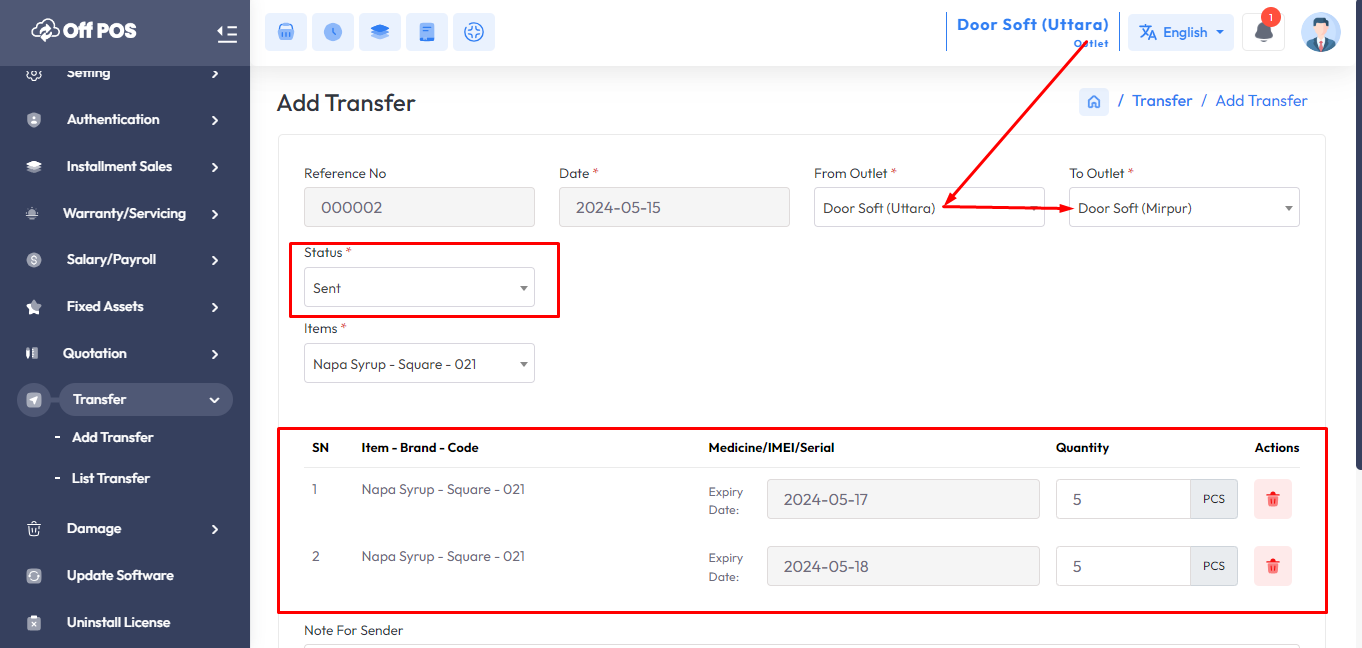 Off POS
Door Soft (Uttara)
Outlet
English
1
Setting
Authentication
Installment Sales
Warranty/Servicing
Salary/Payroll
Fixed Assets
Quotation
Transfer
- Add Transfer
- List Transfer
Damage
Update Software
Uninstall License
Add Transfer
/ Transfer / Add Transfer
Reference No
Date *
From Outlet *
To Outlet *
000002
2024-05-15
Door Soft (Uttara)
Door Soft (Mirpur)
Status *
Sent
Items *
Napa Syrup - Square - 021
SN Item - Brand - Code Medicine/IMEI/Serial Quantity Actions
1 Napa Syrup - Square - 021 Expiry Date: 2024-05-17 5 PCS
2 Napa Syrup - Square - 021 Expiry Date: 2024-05-18 5 PCS
Note For Sender